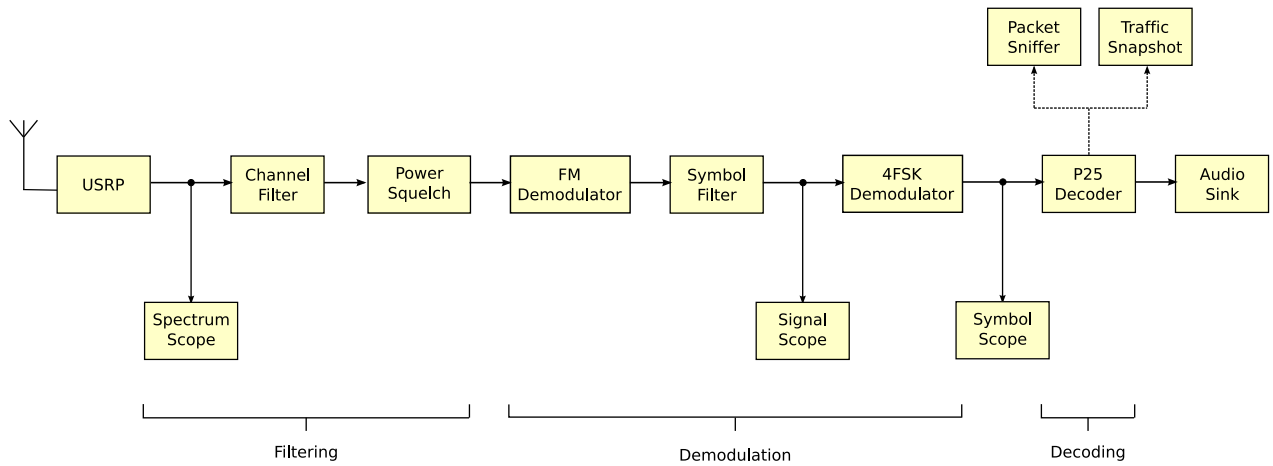 Packet
Sniffer
Traffic
Snapshot
USRP
Channel
Filter
Power
Squelch
FM
Demodulator
Symbol
Filter
4FSK
Demodulator
P25
Decoder
Audio
Sink
Spectrum
Scope
Signal
Scope
Symbol
Scope
Filtering
Demodulation
Decoding